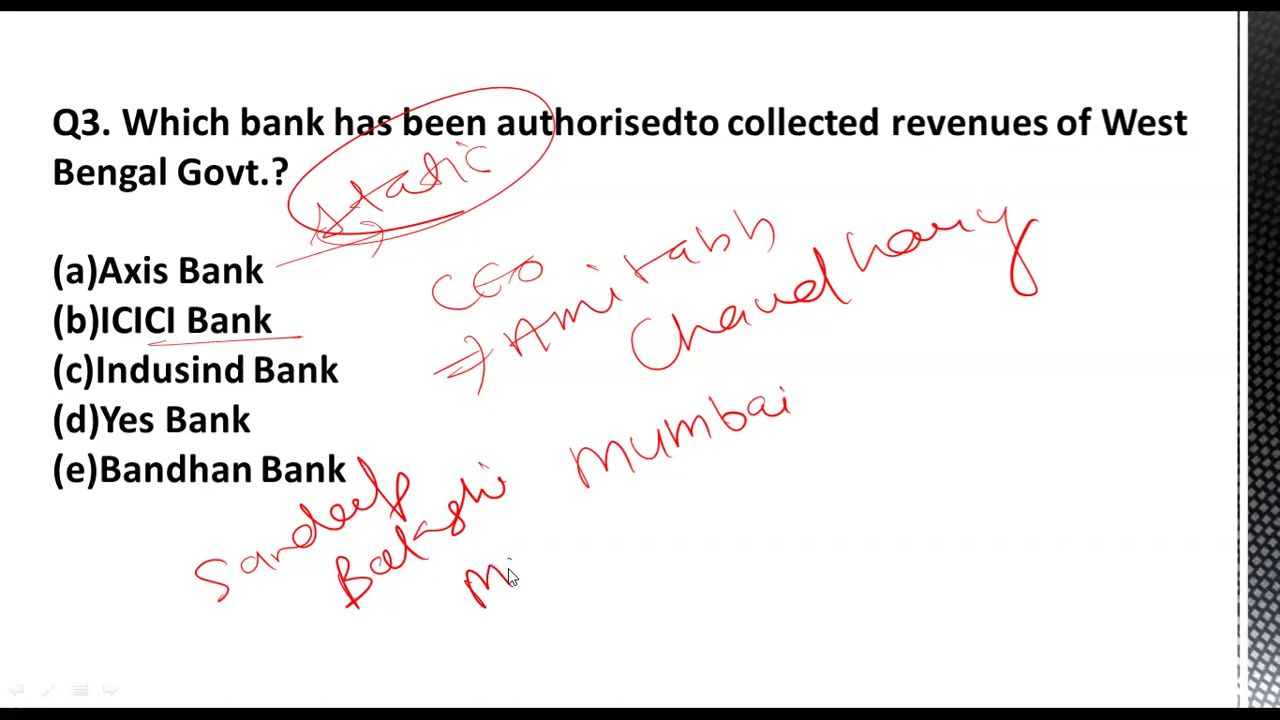 Q3. Which bank has been authorisedto collected revenues of West
Bengal Govt.?
Static
(a)Axis Bank
CEO
Amitabh
Chaudhary
(b)ICICI Bank
(c)Indusind Bank
(d)Yes Bank
Mumbai
(e)Bandhan Bank
Sandeep
M